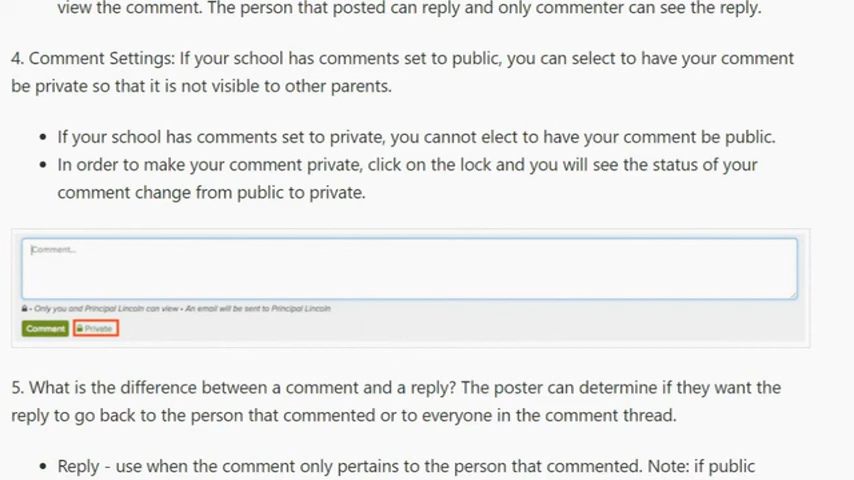 view the comment. The person that posted can reply and only commenter can see the reply.
4. Comment Settings: If your school has comments set to public, you can select to have your comment
be private so that it is not visible to other parents.
• If your school has comments set to private, you cannot elect to have your comment be public.
• In order to make your comment private, click on the lock and you will see the status of your
comment change from public to private.
Comment...
- Only you and Principal Lincoln can view - An email will be sent to Principal Lincoln
Comment Private
5. What is the difference between a comment and a reply? The poster can determine if they want the
reply to go back to the person that commented or to everyone in the comment thread.
• Reply - use when the comment only pertains to the person that commented. Note: if public